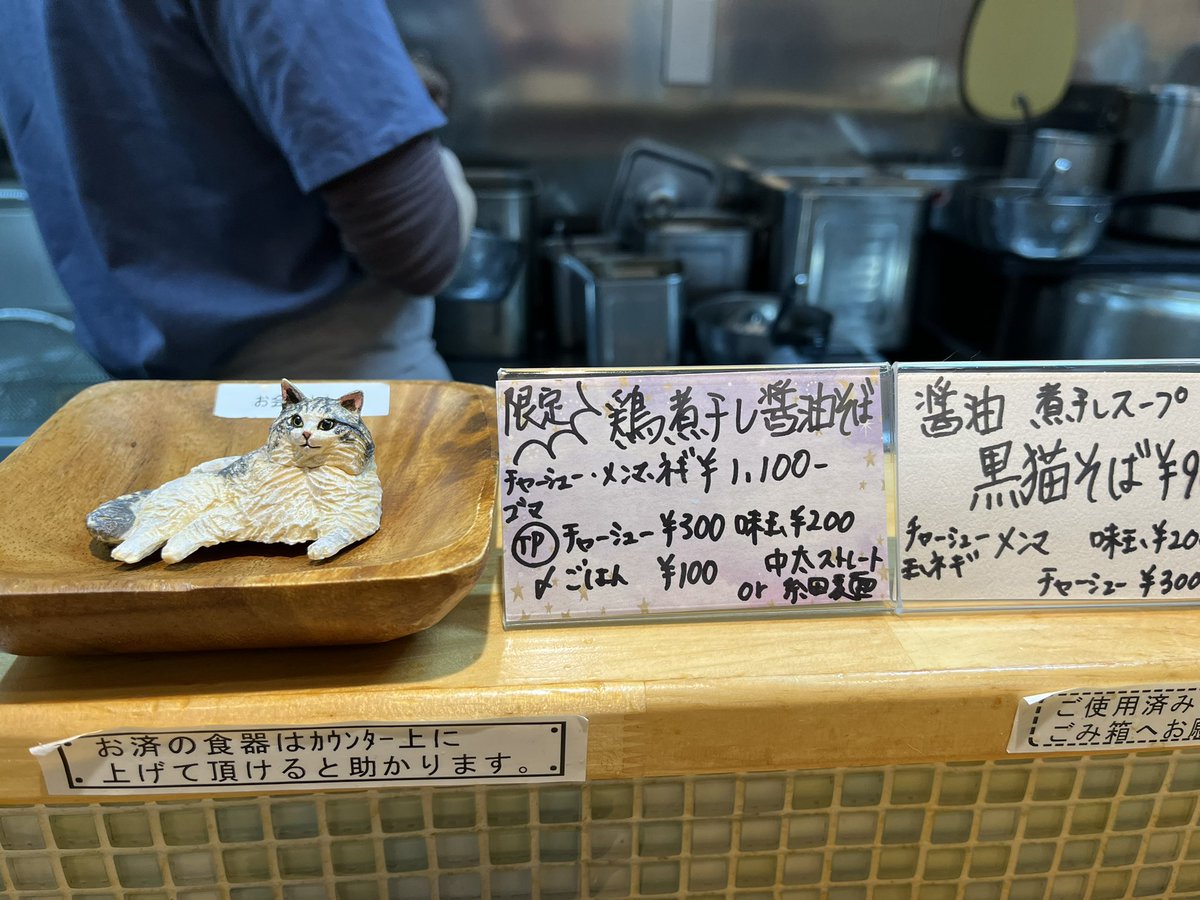 お会
限定 鶏煮干し醤油そば
チャーシュー・メンマ、ネギ ¥1,100-
ゴマ
TP チャーシュー ¥300 味玉 ¥200
〆ごはん ¥100
中太ストレート
or 細麺
醤油 煮干しスープ
黒猫そば ¥9
チャーシュー メンマ
玉ネギ
味玉 ¥200
チャーシュー ¥300
お済の食器はカウンター上に
上げて頂けると助かります。
ご使用済み
ごみ箱へお